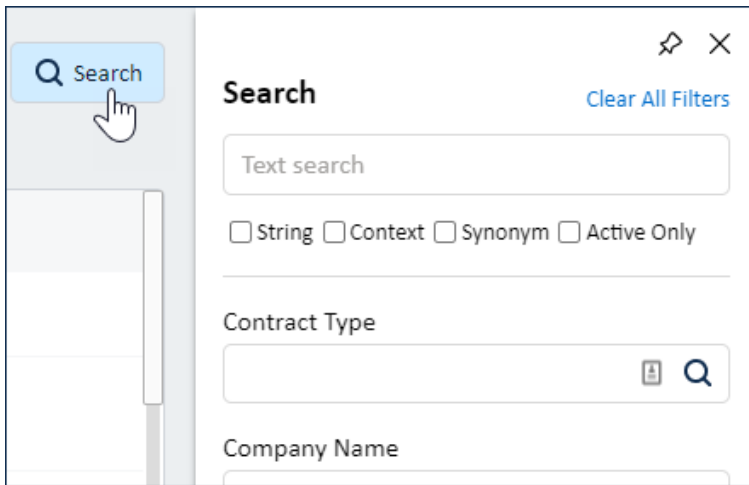 Search
Search
Clear All Filters
Text search
String Context Synonym Active Only
Contract Type
Company Name